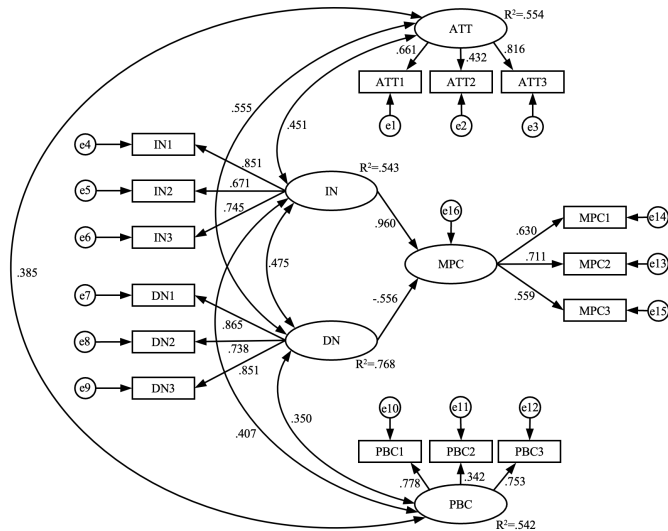 R²=.554
ATT
.661
.432
.816
ATT1
ATT2
ATT3
e1
e2
e3
.555
.451
e4
IN1
.851
R²=.543
e5
IN2
.671
IN
e6
IN3
.745
.960
e16
MPC1
e14
.630
.385
.475
MPC
.711
MPC2
e13
e7
DN1
-.556
.559
MPC3
e15
.865
e8
DN2
.738
DN
R²=.768
e9
DN3
.851
.350
.407
e10
e11
e12
PBC1
PBC2
PBC3
.778
.342
.753
PBC
R²=.542